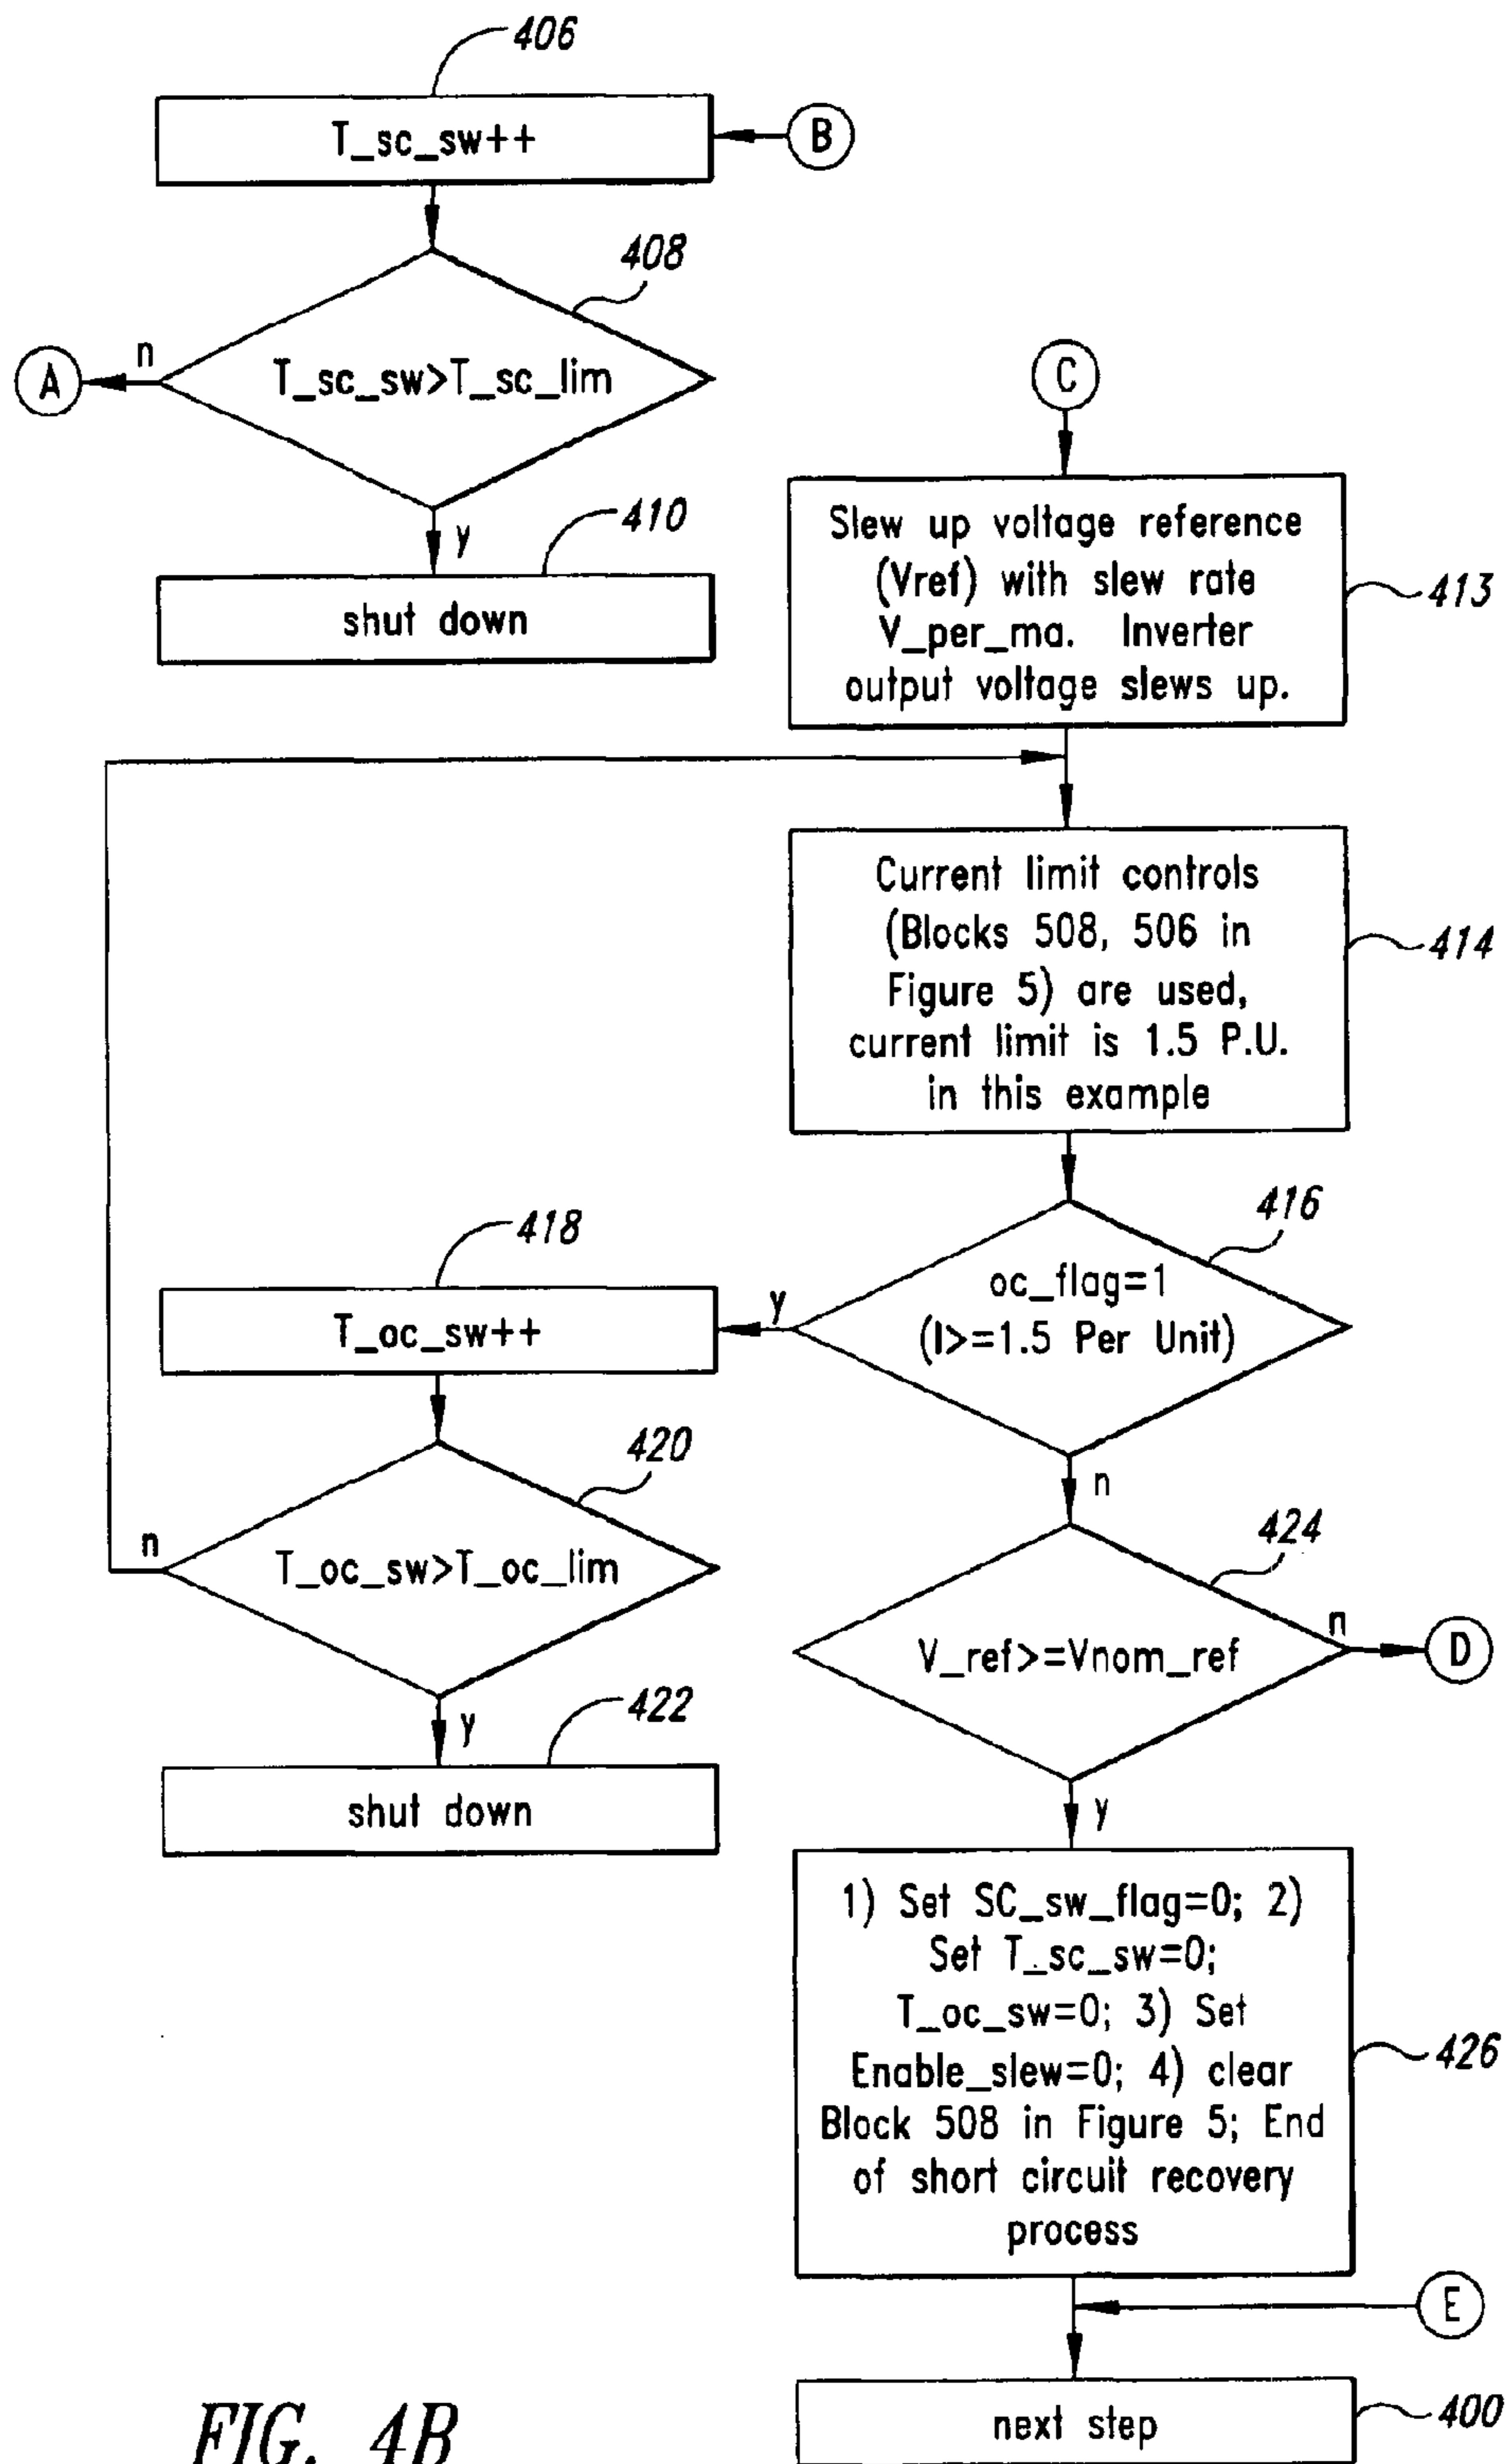 406
T_sc_sw++
B
408
T_sc_sw>T_sc_lim
n
A
y
410
shut down
C
Slew up voltage reference
(Vref) with slew rate
V_per_ma. Inverter
output voltage slews up.
413
Current limit controls
(Blocks 508, 506 in
Figure 5) are used,
current limit is 1.5 P.U.
in this example
414
416
oc_flag=1
(I>=1.5 Per Unit)
y
n
418
T_oc_sw++
420
T_oc_sw>T_oc_lim
n
y
422
shut down
424
V_ref>=Vnom_ref
n
D
y
1) Set SC_sw_flag=0; 2)
Set T_sc_sw=0;
T_oc_sw=0; 3) Set
Enable_slew=0; 4) clear
Block 508 in Figure 5; End
of short circuit recovery
process
426
E
next step
400
FIG. 4B